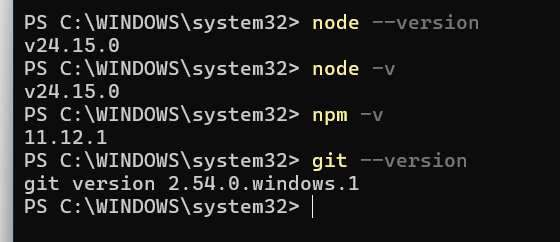 PS C:\WINDOWS\system32> node --version
v24.15.0
PS C:\WINDOWS\system32> node -v
v24.15.0
PS C:\WINDOWS\system32> npm -v
11.12.1
PS C:\WINDOWS\system32> git --version
git version 2.54.0.windows.1
PS C:\WINDOWS\system32>